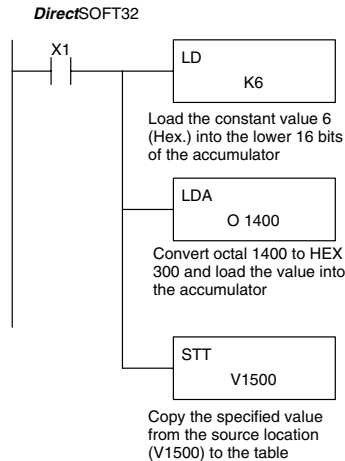 DirectSOFT32
X1
LD
K6
Load the constant value 6
(Hex.) into the lower 16 bits
of the accumulator
LDA
O 1400
Convert octal 1400 to HEX
300 and load the value into
the accumulator
STT
V1500
Copy the specified value
from the source location
(V1500) to the table